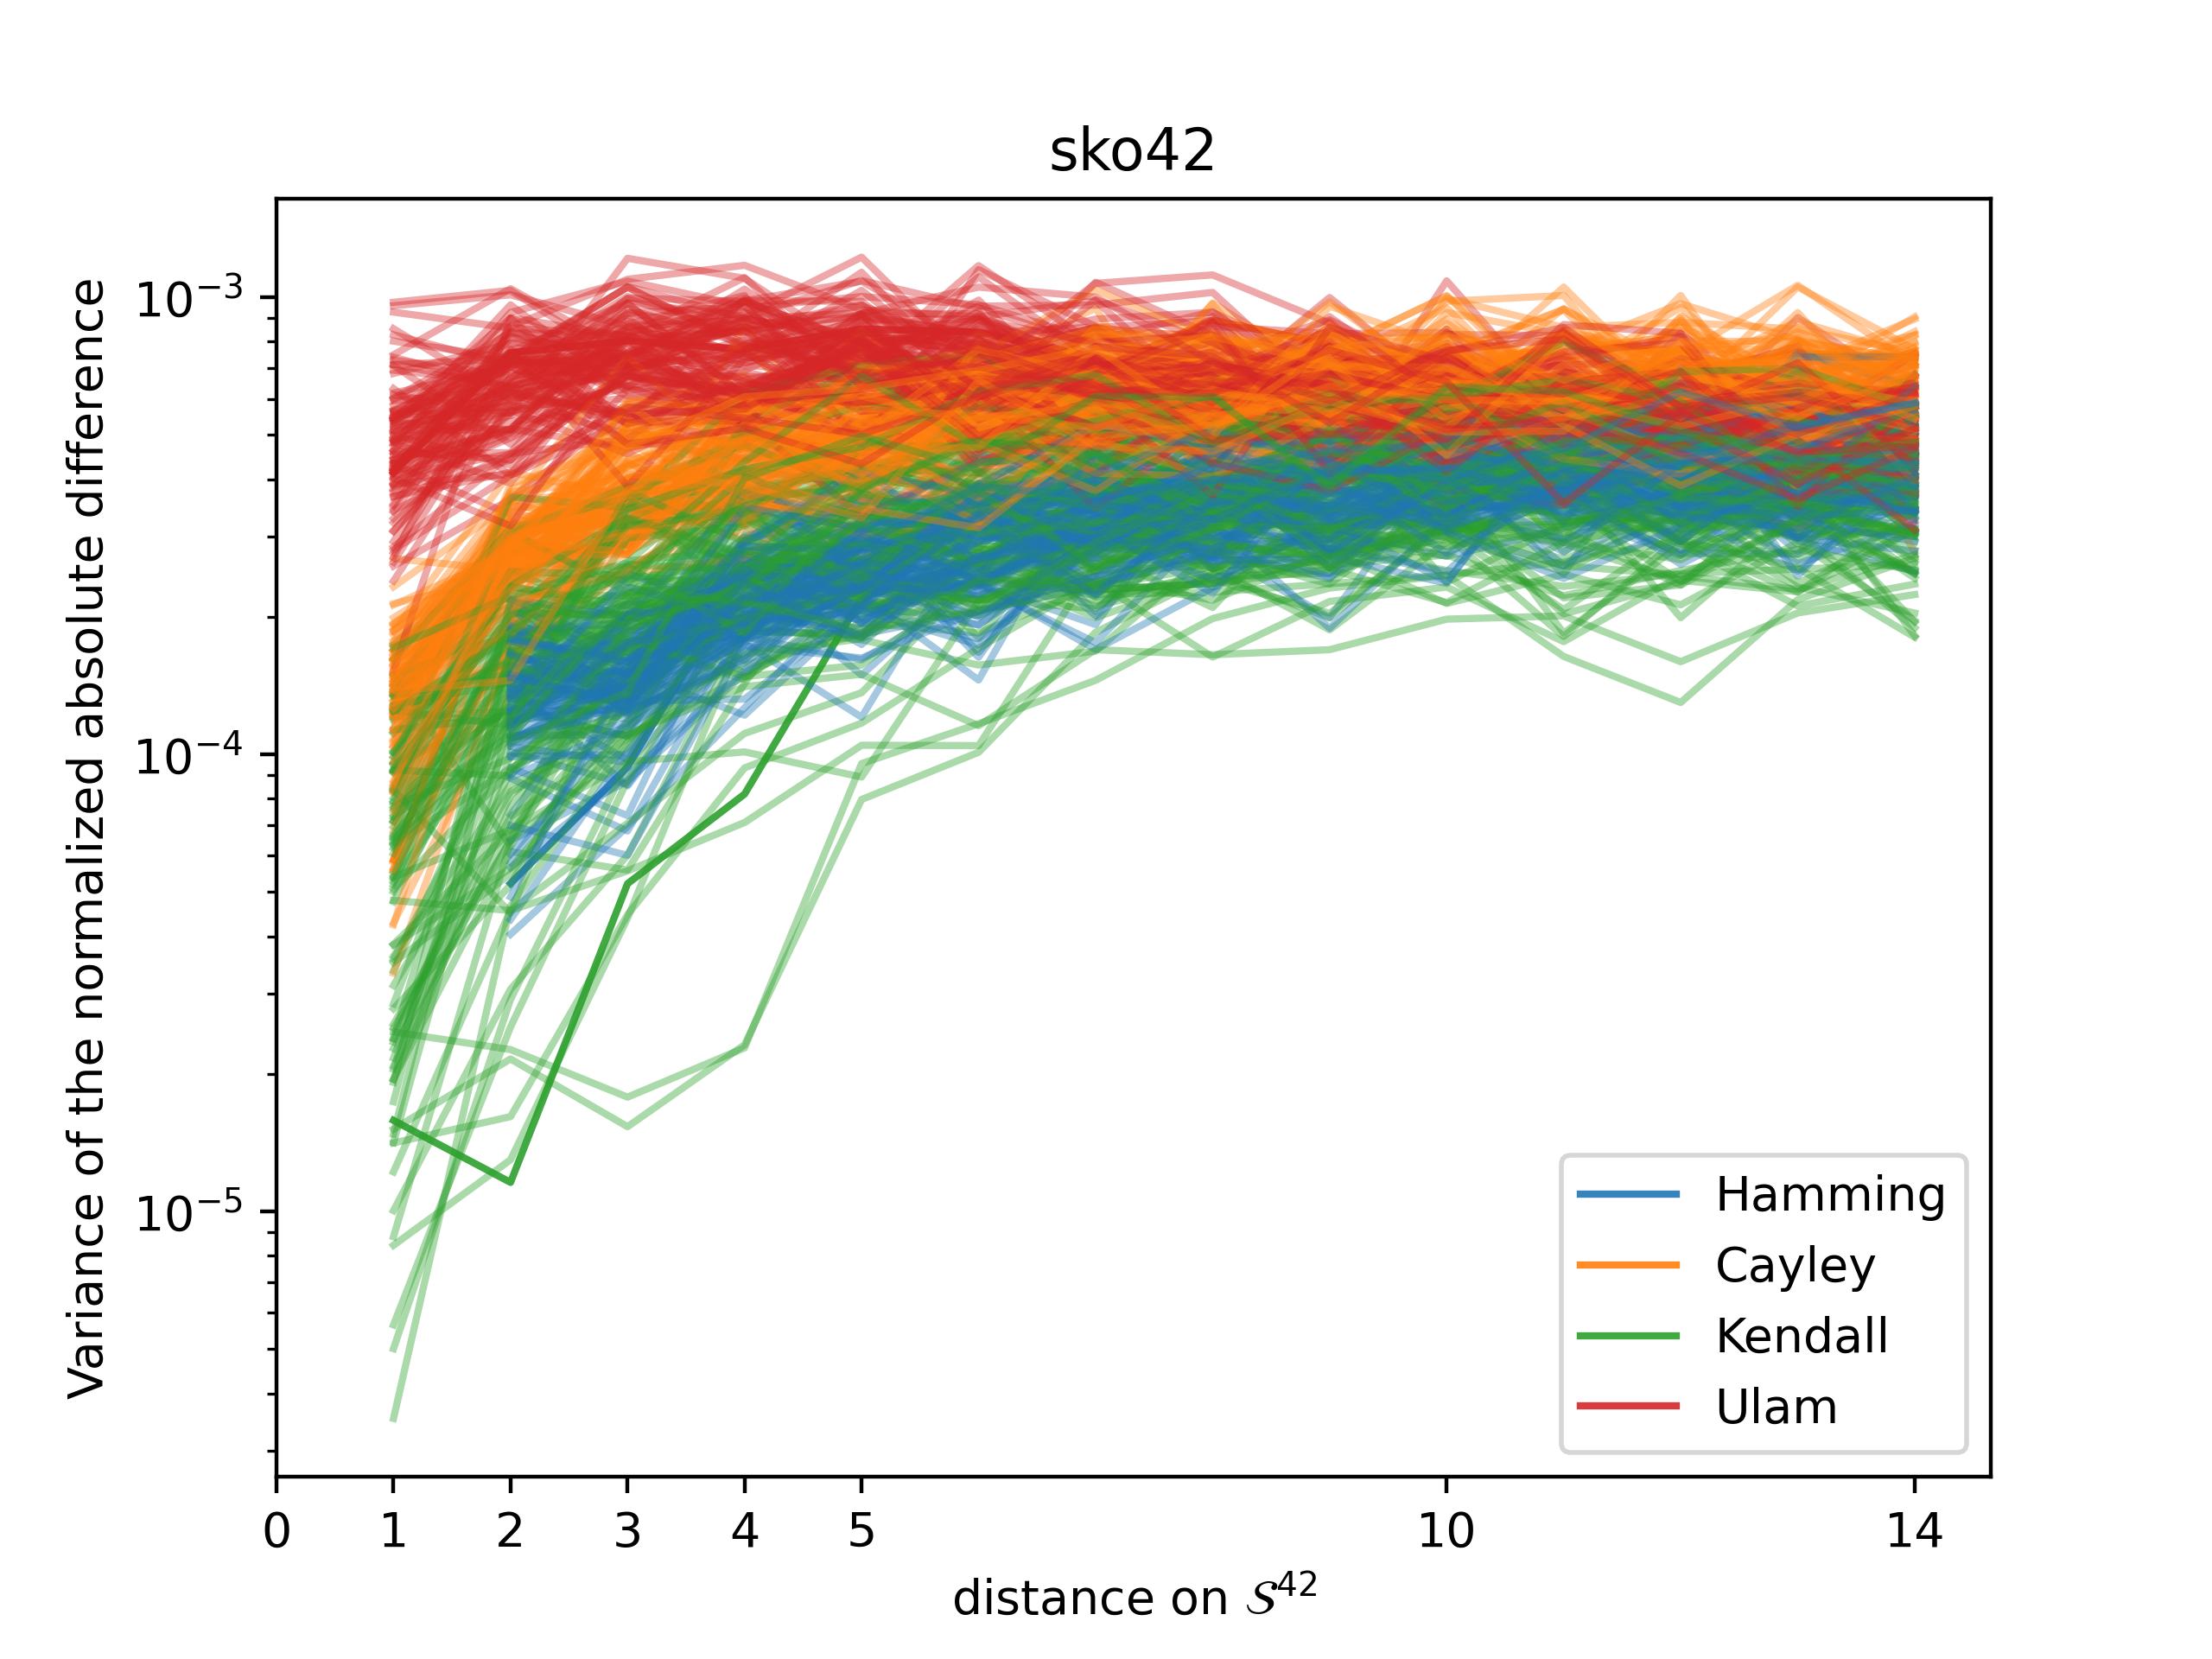 sko42
Variance of the normalized absolute difference
10⁻³
10⁻⁴
10⁻⁵
0 1 2 3 4 5 10 14
distance on 𝒮⁴²
Hamming
Cayley
Kendall
Ulam